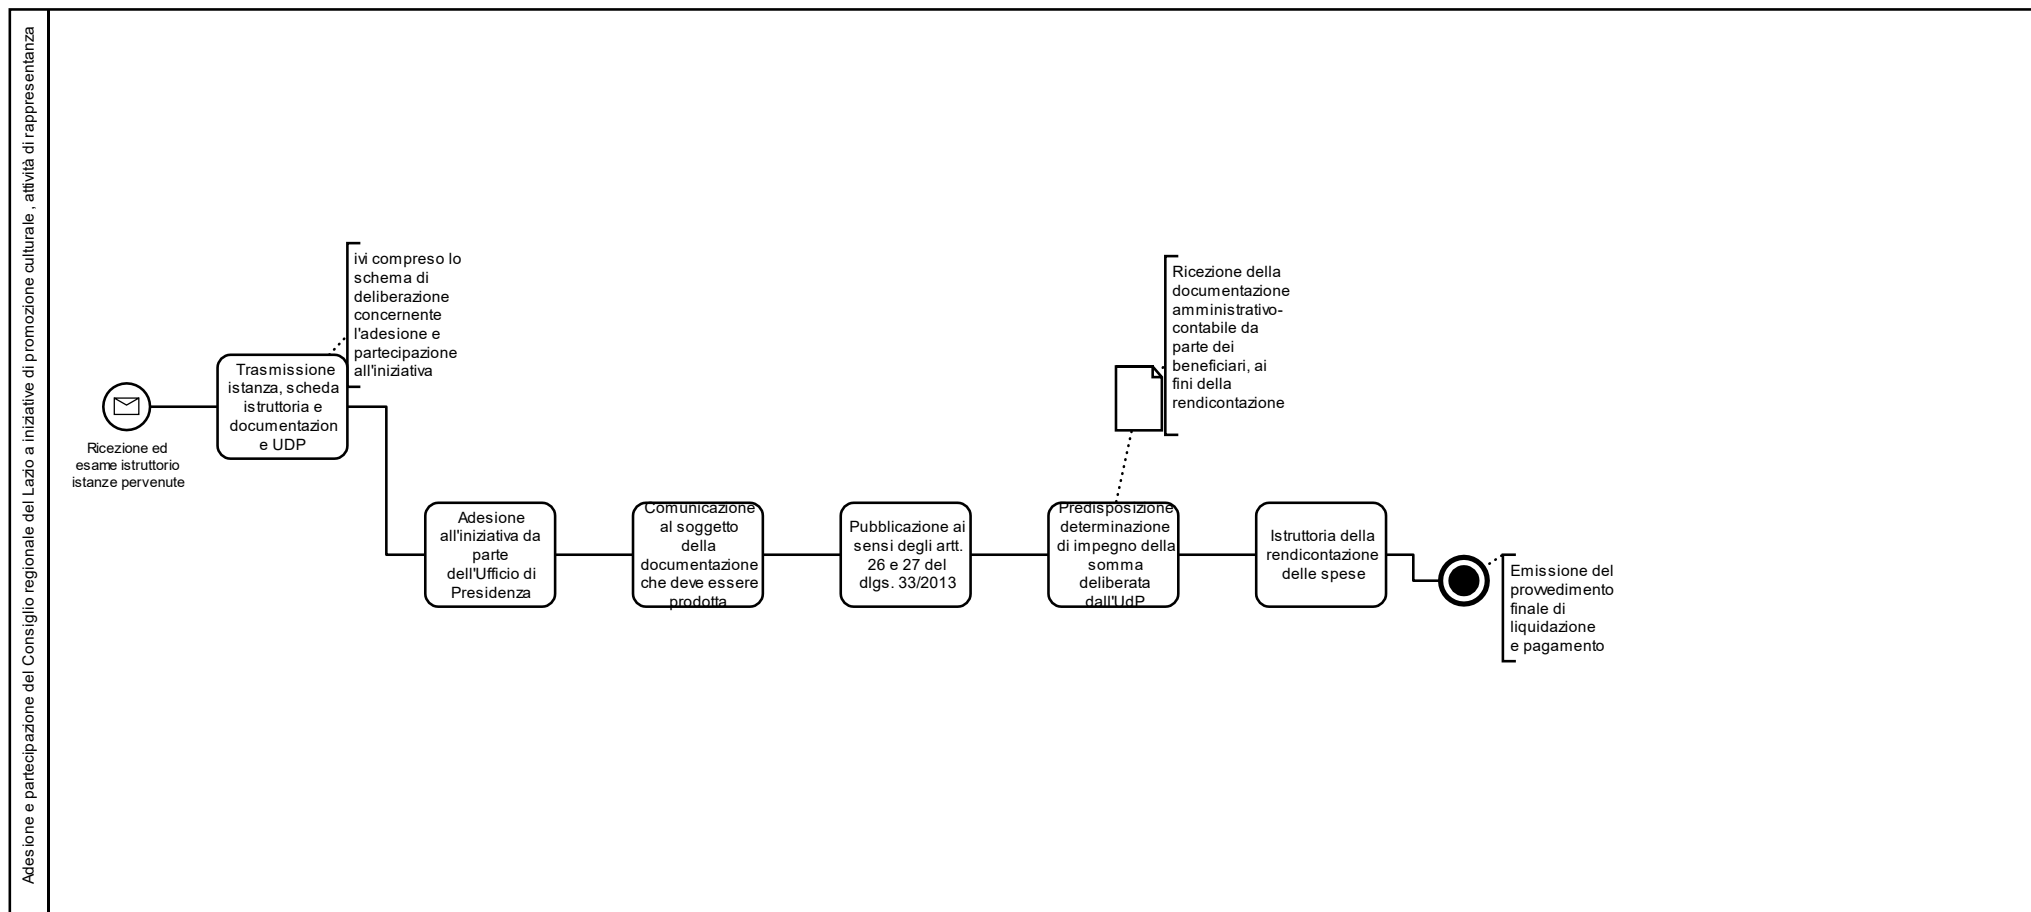 Adesione e partecipazione del Consiglio regionale del Lazio a iniziative di promozione culturale, attività di rappresentanza
Ricezione ed
esame istruttorio
istanze pervenute
Trasmissione
istanza, scheda
istruttoria e
documentazion
e UDP
ivi compreso lo
schema di
deliberazione
concernente
l'adesione e
partecipazione
all'iniziativa
Adesione
all'iniziativa da
parte
dell'Ufficio di
Presidenza
Comunicazione
al soggetto
della
documentazione
che deve essere
prodotta
Pubblicazione ai
sensi degli artt.
26 e 27 del
dlgs. 33/2013
Predisposizione
determinazione
di impegno della
somma
deliberata
dall'UdP
Ricezione della
documentazione
amministrativo-
contabile da
parte dei
beneficiari, ai
fini della
rendicontazione
Istruttoria della
rendicontazione
delle spese
Emissione del
provvedimento
finale di
liquidazione
e pagamento